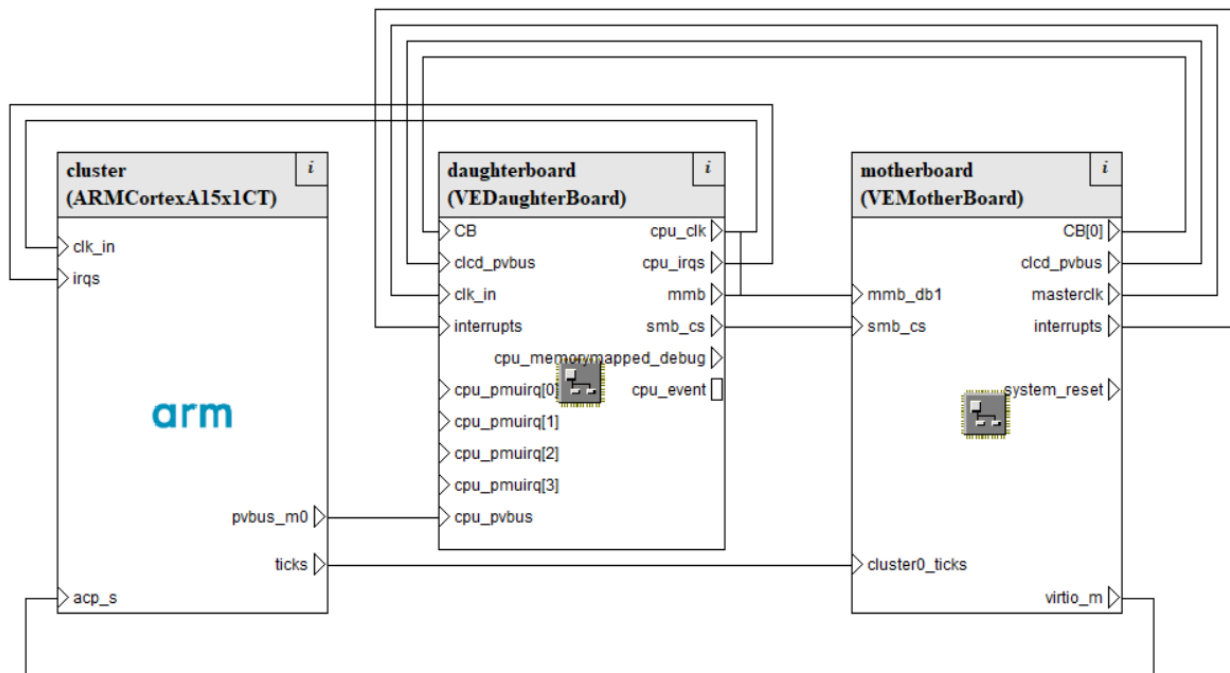 cluster
(ARMCortexA15x1CT)
i
clk_in
irqs
arm
pvbus_m0
ticks
acp_s
daughterboard
(VEDaughterBoard)
i
CB
cpu_clk
clcd_pvbus
cpu_irqs
clk_in
mmb
interrupts
smb_cs
cpu_memorymapped_debug
cpu_pmuirq[0]
cpu_event
cpu_pmuirq[1]
cpu_pmuirq[2]
cpu_pmuirq[3]
cpu_pvbus
motherboard
(VEMotherBoard)
i
CB[0]
clcd_pvbus
mmb_db1
masterclk
smb_cs
interrupts
system_reset
cluster0_ticks
virtio_m